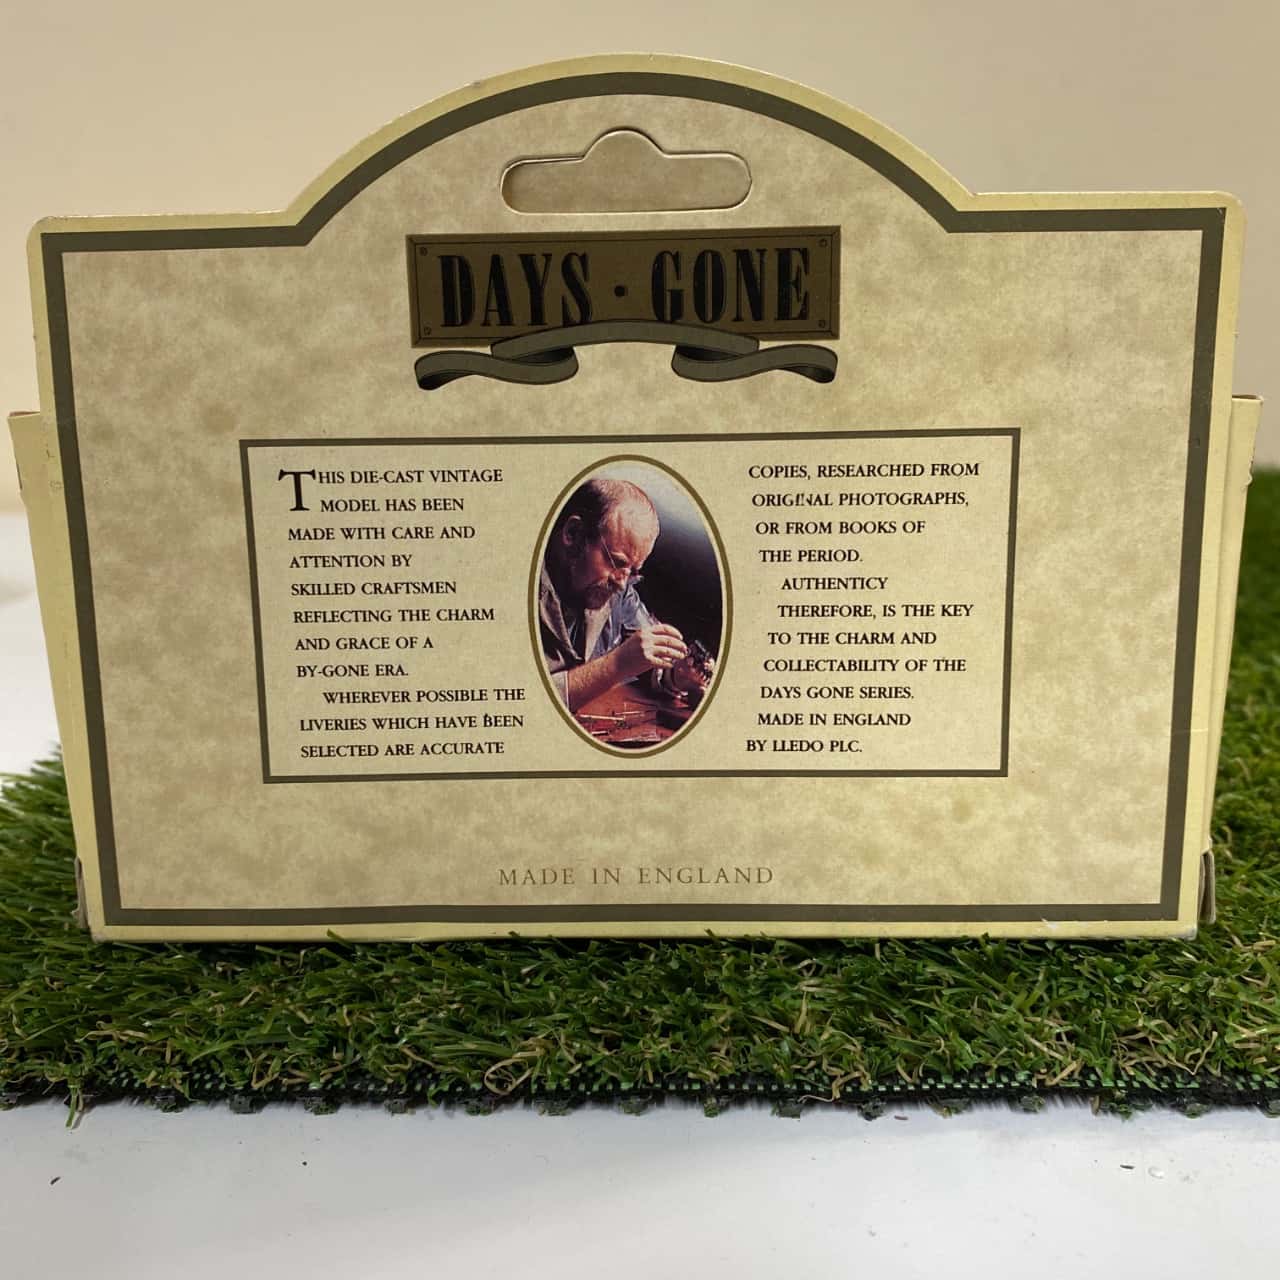 DAYS · GONE
THIS DIE-CAST VINTAGE
MODEL HAS BEEN
MADE WITH CARE AND
ATTENTION BY
SKILLED CRAFTSMEN
REFLECTING THE CHARM
AND GRACE OF A
BY-GONE ERA.
WHEREVER POSSIBLE THE
LIVERIES WHICH HAVE BEEN
SELECTED ARE ACCURATE
COPIES, RESEARCHED FROM
ORIGINAL PHOTOGRAPHS,
OR FROM BOOKS OF
THE PERIOD.
AUTHENTICY
THEREFORE, IS THE KEY
TO THE CHARM AND
COLLECTABILITY OF THE
DAYS GONE SERIES.
MADE IN ENGLAND
BY LLEDO PLC.
MADE IN ENGLAND